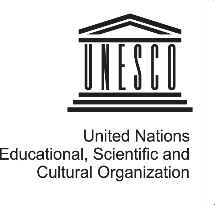 UNESCO
United Nations
Educational, Scientific and
Cultural Organization